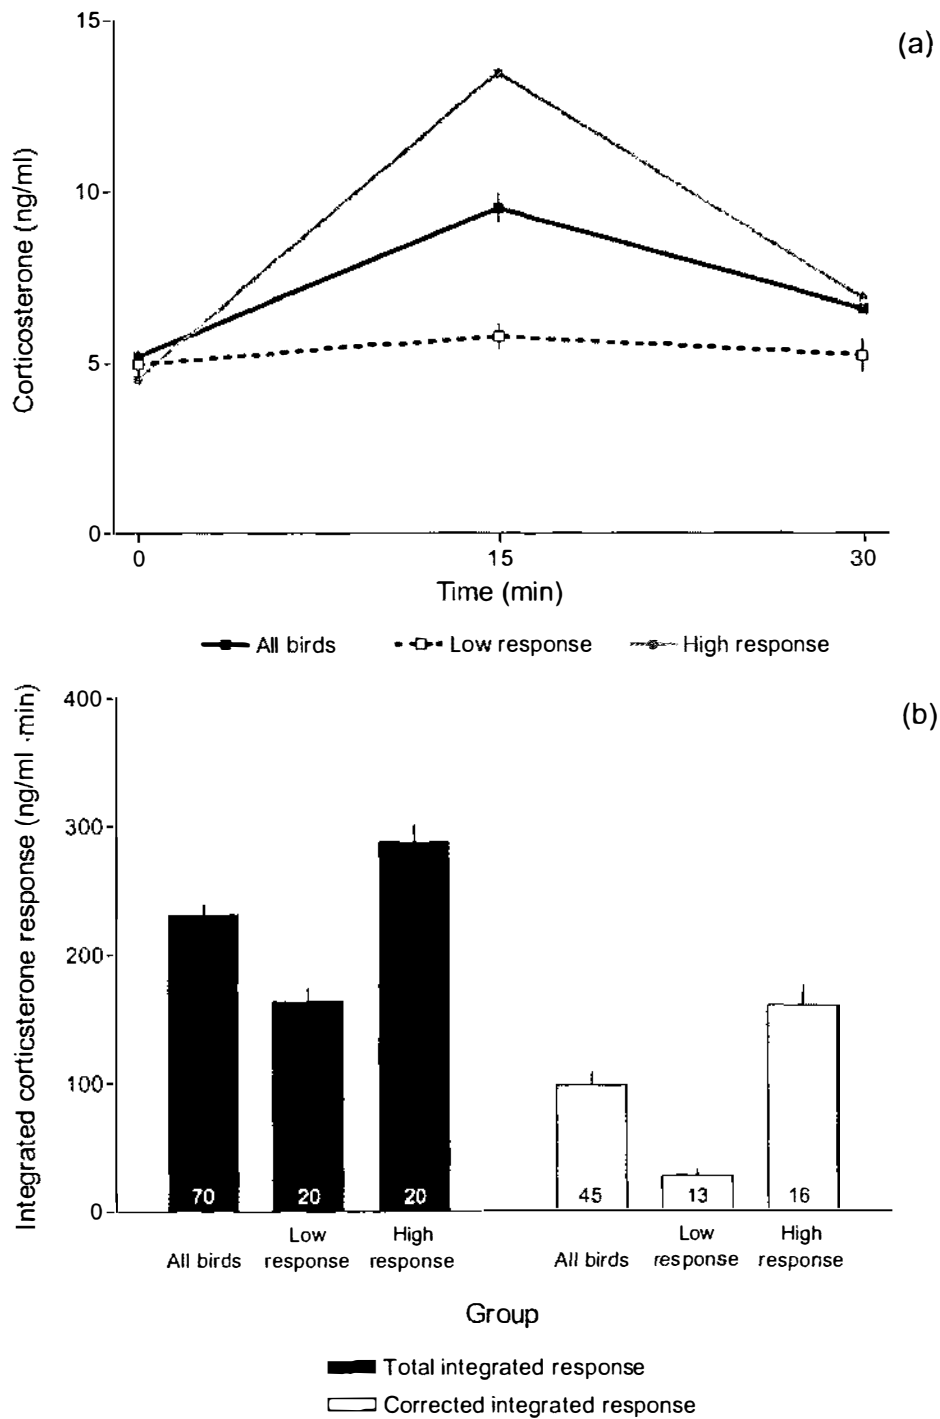 (a)
15
10
5
0
Corticosterone (ng/ml)
0 15 30
Time (min)
All birds Low response High response
(b)
400
300
200
100
0
Integrated corticsterone response (ng/ml ·min)
70 20 20 45 13 16
All birds Low response High response All birds Low response High response
Group
Total integrated response
Corrected integrated response